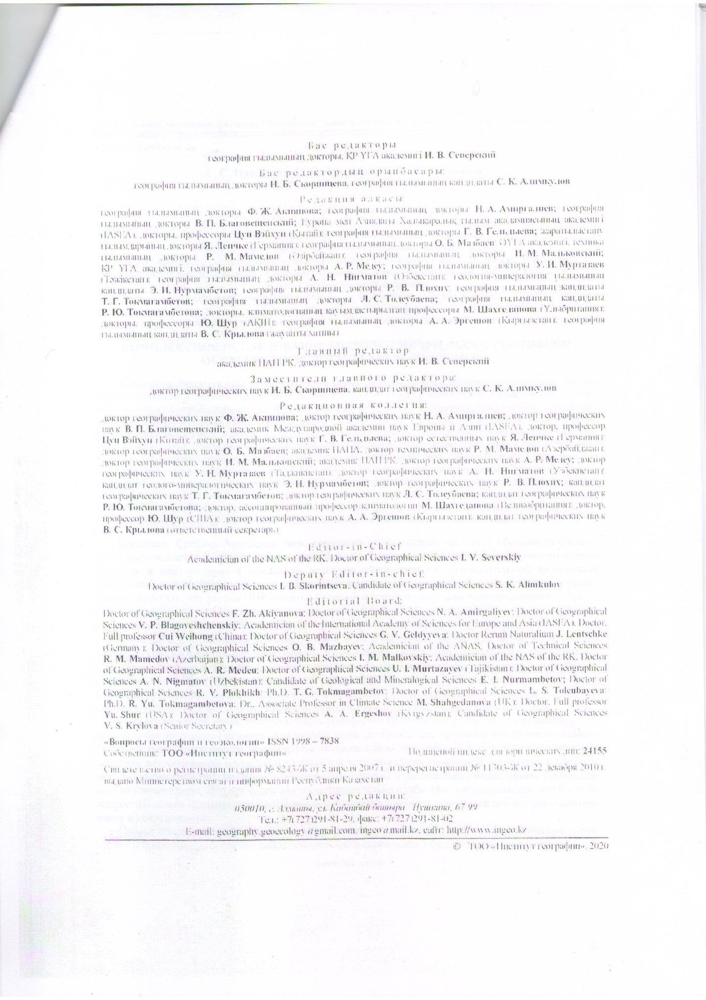 Бас редакторы
география ғылымының докторы, ҚР ҰҒА академигі И. В. Северский
Бас редактордың орынбасары:
география ғылымының докторы И. Б. Скоринцева, география ғылымының кандидаты С. К. Алимкулов
Редакция алқасы:
география ғылымының докторы Ф. Ж. Акиянова; география ғылымының докторы Н. А. Амиргалиев; география
ғылымының докторы В. П. Благовещенский; Еуропа мен Азиядағы Халықаралық ғылым академиясының академигі
(IASEA), докторы, профессоры Цуи Вэйхун (Қытай); география ғылымының докторы Г. В. Гельдыева; жаратылыстану
ғылымдарының докторы Я. Ленчке (Германия); география ғылымының докторы О. Б. Мазбаев; ӘҰҒА академигі, техника
ғылымының докторы Р. М. Мамедов (Әзірбайжан); география ғылымының докторы И. М. Мальковский;
ҚР ҰҒА академигі, география ғылымының докторы А. Р. Медеу; география ғылымының докторы У. И. Муртазаев
(Тәжікстан); география ғылымының докторы А. Н. Нигматов (Өзбекстан); геология-минералогия ғылымының
кандидаты Э. И. Нурмамбетов; география ғылымының докторы Р. В. Плохих; география ғылымының кандидаты
Т. Г. Токмагамбетов; география ғылымының докторы Л. С. Толеубаева; география ғылымының кандидаты
Р. Ю. Токмагамбетова; докторы, климатологияның қауымдастырылған профессоры М. Шахгеданова (Ұлыбритания);
докторы, профессоры Ю. Шур (АҚШ); география ғылымының докторы А. А. Эргешов (Қырғызстан); география
ғылымының кандидаты В. С. Крылова (жауапты хатшы)
Главный редактор
академик НАН РК, доктор географических наук И. В. Северский
Заместители главного редактора:
доктор географических наук И. Б. Скоринцева, кандидат географических наук С. К. Алимкулов
Редакционная коллегия:
доктор географических наук Ф. Ж. Акиянова; доктор географических наук Н. А. Амиргалиев; доктор географических
наук В. П. Благовещенский; академик Международной академии наук Европы и Азии (IASEA), доктор, профессор
Цуи Вэйхун (Китай); доктор географических наук Г. В. Гельдыева; доктор естественных наук Я. Ленчке (Германия);
доктор географических наук О. Б. Мазбаев; академик НАНА, доктор технических наук Р. М. Мамедов (Азербайджан);
доктор географических наук И. М. Мальковский; академик НАН РК, доктор географических наук А. Р. Медеу; доктор
географических наук У. И. Муртазаев (Таджикистан), доктор географических наук А. Н. Нигматов (Узбекистан);
кандидат геолого-минералогических наук Э. И. Нурмамбетов; доктор географических наук Р. В. Плохих; кандидат
географических наук Т. Г. Токмагамбетов; доктор географических наук Л. С. Толеубаева; кандидат географических наук
Р. Ю. Токмагамбетова; доктор, ассоциированный профессор климатологии М. Шахгеданова (Великобритания); доктор,
профессор Ю. Шур (США); доктор географических наук А. А. Эргешов (Кыргызстан); кандидат географических наук
В. С. Крылова (ответственный секретарь)
Editor-in-Chief
Academician of the NAS of the RK, Doctor of Geographical Sciences I. V. Severskiy
Deputy Editor-in-chief:
Doctor of Geographical Sciences I. B. Skorintseva, Candidate of Geographical Sciences S. K. Alimkulov
Editorial Board:
Doctor of Geographical Sciences F. Zh. Akiyanova; Doctor of Geographical Sciences N. A. Amirgaliyev; Doctor of Geographical
Sciences V. P. Blagoveshchenskiy; Academician of the International Academy of Sciences for Europe and Asia (IASEA), Doctor,
Full professor Cui Weihong (China); Doctor of Geographical Sciences G. V. Geldyyeva; Doctor Rerum Naturalium J. Lentschke
(Germany); Doctor of Geographical Sciences O. B. Mazbayev; Academician of the ANAS, Doctor of Technical Sciences
R. M. Mamedov (Azerbaijan); Doctor of Geographical Sciences I. M. Malkovskiy; Academician of the NAS of the RK, Doctor
of Geographical Sciences A. R. Medeu; Doctor of Geographical Sciences U. I. Murtazayev (Tajikistan); Doctor of Geographical
Sciences A. N. Nigmatov (Uzbekistan); Candidate of Geological and Mineralogical Sciences E. I. Nurmambetov; Doctor of
Geographical Sciences R. V. Plokhikh; Ph.D. T. G. Tokmagambetov; Doctor of Geographical Sciences L. S. Toleubayeva;
Ph.D. R. Yu. Tokmagambetova; Dr., Associate Professor in Climate Science M. Shahgedanova (UK); Doctor, Full professor
Yu. Shur (USA); Doctor of Geographical Sciences A. A. Ergeshov (Kyrgyzstan); Candidate of Geographical Sciences
V. S. Krylova (Senior Secretary)
«Вопросы географии и геоэкологии» ISSN 1998 – 7838
Собственник: ТОО «Институт географии»
Подписной индекс для юридических лиц: 24155
Свидетельство о регистрации издания № 8243-Ж от 5 апреля 2007 г. и перерегистрации № 11303-Ж от 22 декабря 2010 г.
выдано Министерством связи и информации Республики Казахстан
Адрес редакции:
050010, г. Алматы, ул. Кабанбай батыра / Пушкина, 67/99
Тел.: +7(727)291-81-29, факс: +7(727)291-81-02
E-mail: geography.geoecology@gmail.com, ingeo@mail.kz, сайт: http://www.ingeo.kz
© ТОО «Институт географии», 2020